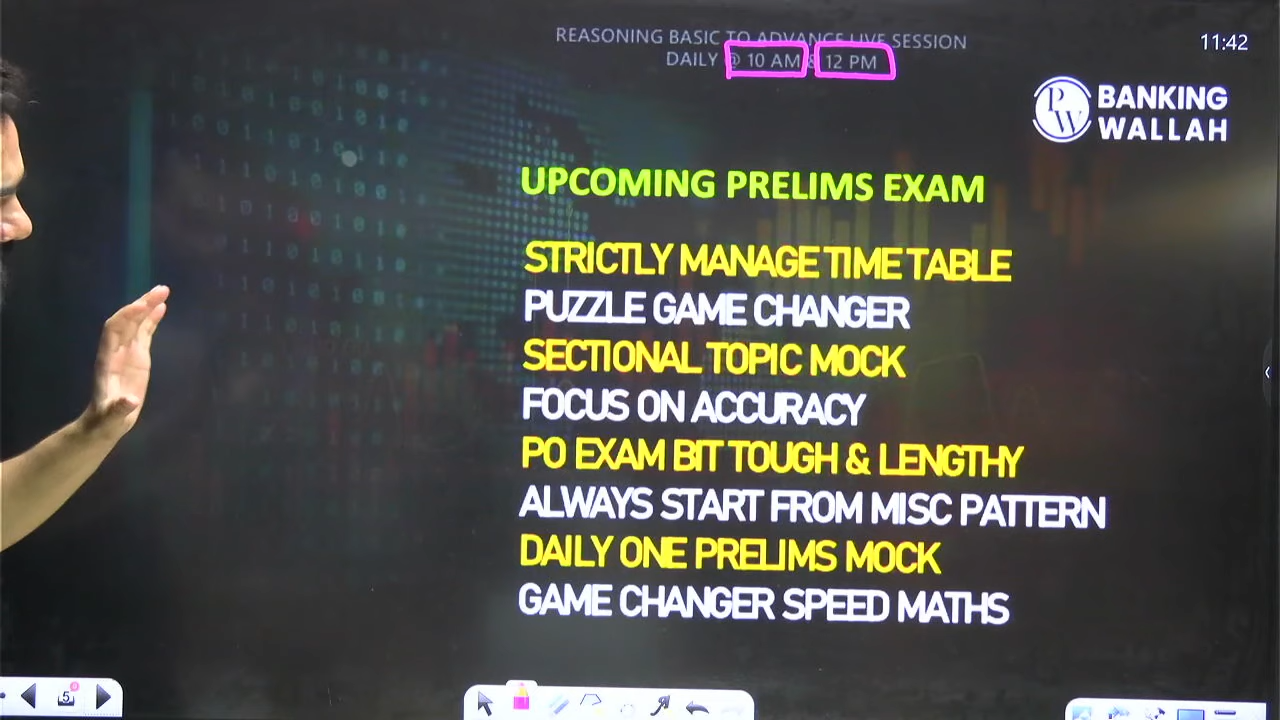 REASONING BASIC TO ADVANCE LIVE SESSION
DAILY @ 10 AM & 12 PM
11:42
PW
BANKING
WALLAH
UPCOMING PRELIMS EXAM
STRICTLY MANAGE TIME TABLE
PUZZLE GAME CHANGER
SECTIONAL TOPIC MOCK
FOCUS ON ACCURACY
PO EXAM BIT TOUGH & LENGTHY
ALWAYS START FROM MISC PATTERN
DAILY ONE PRELIMS MOCK
GAME CHANGER SPEED MATHS
5